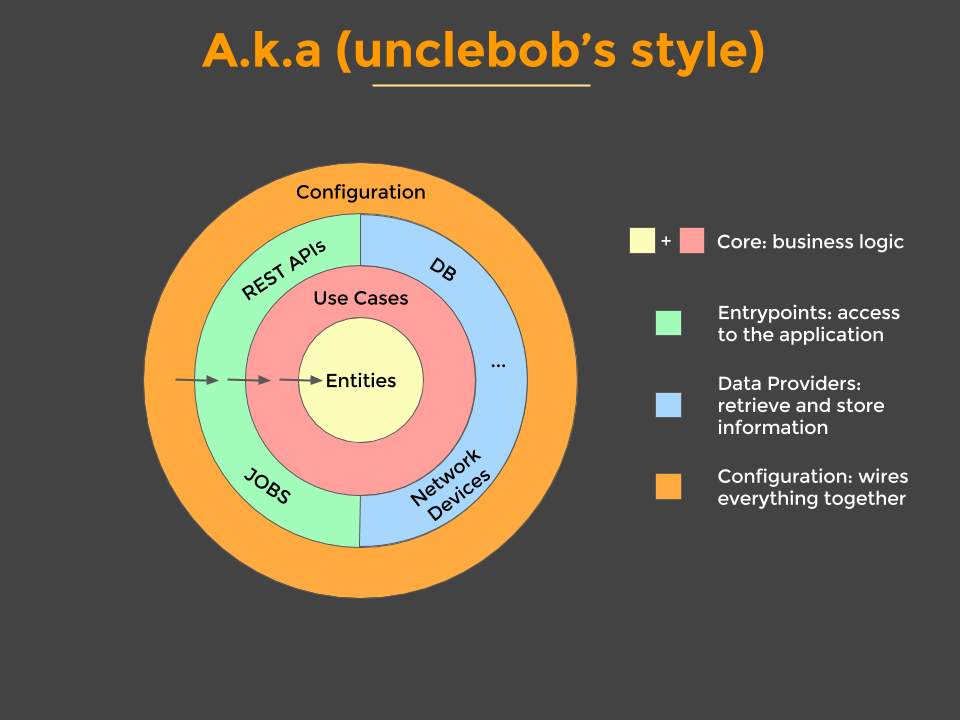 A.k.a (unclebob’s style)
Configuration
REST APIs
DB
Use Cases
...
Entities
JOBS
Network
Devices
+ Core: business logic
Entrypoints: access
to the application
Data Providers:
retrieve and store
information
Configuration: wires
everything together